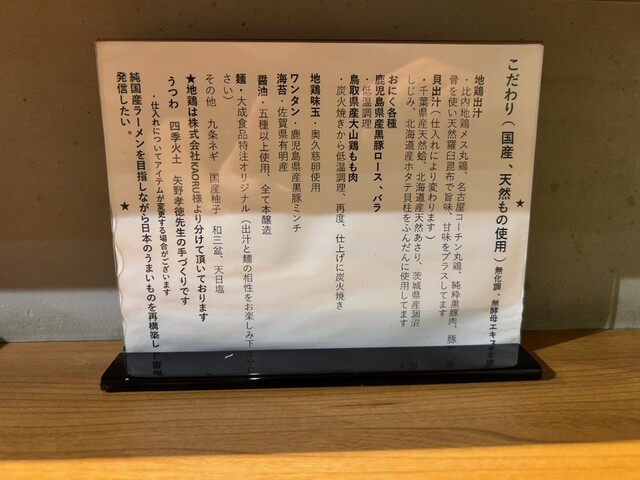 ★
こだわり（国産、天然もの使用）無化調、無酵母エキス
地鶏出汁
・比内地鶏メス丸鶏、名古屋コーチン丸鶏、純粋黒豚肉、豚
骨を使い天然羅臼昆布で旨味、甘味をプラスしてます
貝出汁（仕入れにより変わります）
・千葉県産天然蛤、北海道産天然あさり、茨城県産涸沼
しじみ、北海道産ホタテ貝柱をふんだんに使用してます
おにく各種
鹿児島県産黒豚ロース、バラ
・低温調理
鳥取県産大山鶏もも肉
・炭火焼きから低温調理、再度、仕上げに炭火焼き
地鶏味玉・奥久慈卵使用
ワンタン・鹿児島県産黒豚ミンチ
海苔・佐賀県有明産
醤油・五種以上使用、全て本醸造
麺・大成食品特注オリジナル（出汁と麺の相性をお楽しみ下
さい）
その他　九条ネギ　国産柚子　和三盆、天日塩
★地鶏は株式会社KAORU様より分けて頂いております
うつわ　四季火土　矢野孝徳先生の手づくりです
・仕入れについてアイテムが変更する場合がございます
★
純国産ラーメンを目指しながら日本のうまいものを再構築し
発信したい。